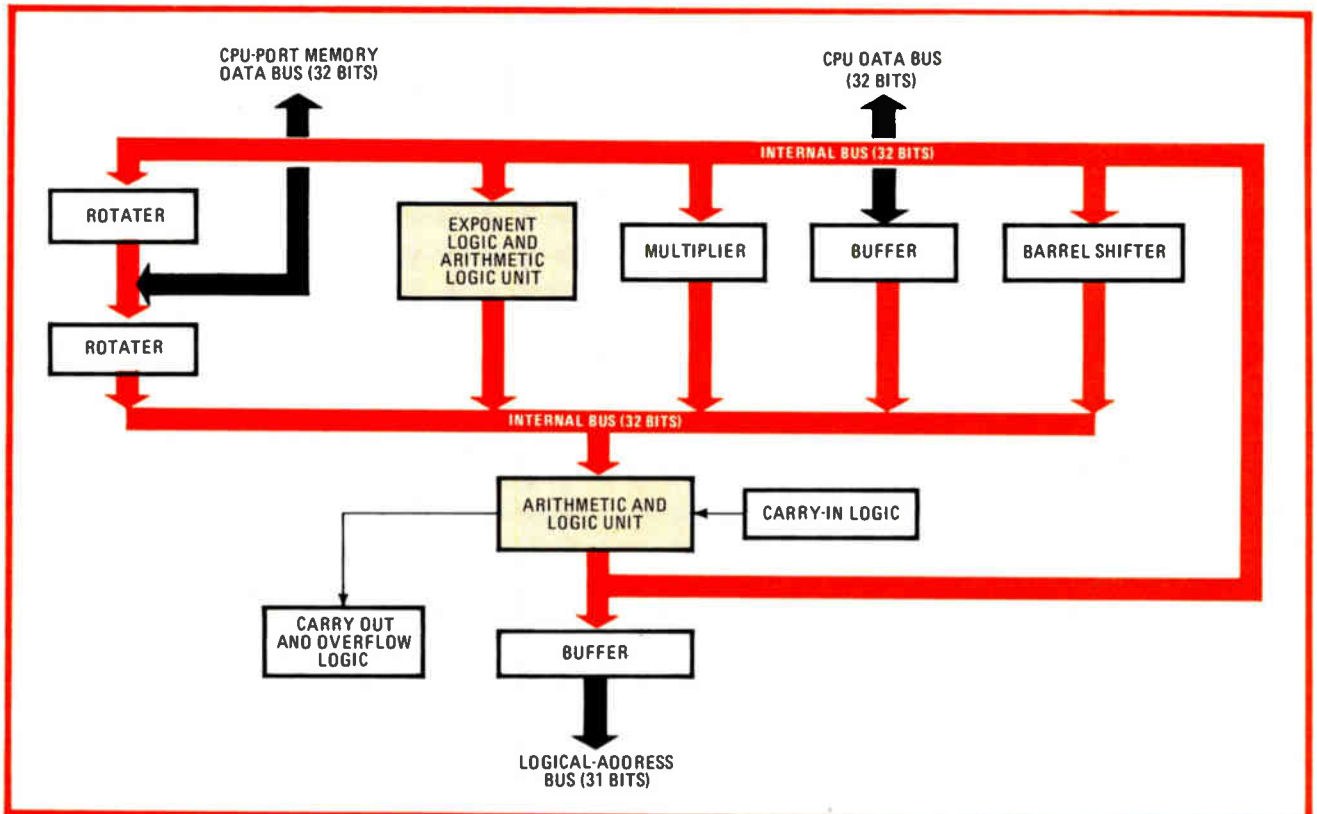 CPU-PORT MEMORY
DATA BUS (32 BITS)
CPU DATA BUS
(32 BITS)
INTERNAL BUS (32 BITS)
ROTATER
EXPONENT
LOGIC AND
ARITHMETIC
LOGIC UNIT
MULTIPLIER
BUFFER
BARREL SHIFTER
ROTATER
INTERNAL BUS (32 BITS)
ARITHMETIC AND
LOGIC UNIT
CARRY-IN LOGIC
CARRY OUT
AND OVERFLOW
LOGIC
BUFFER
LOGICAL-ADDRESS
BUS (31 BITS)